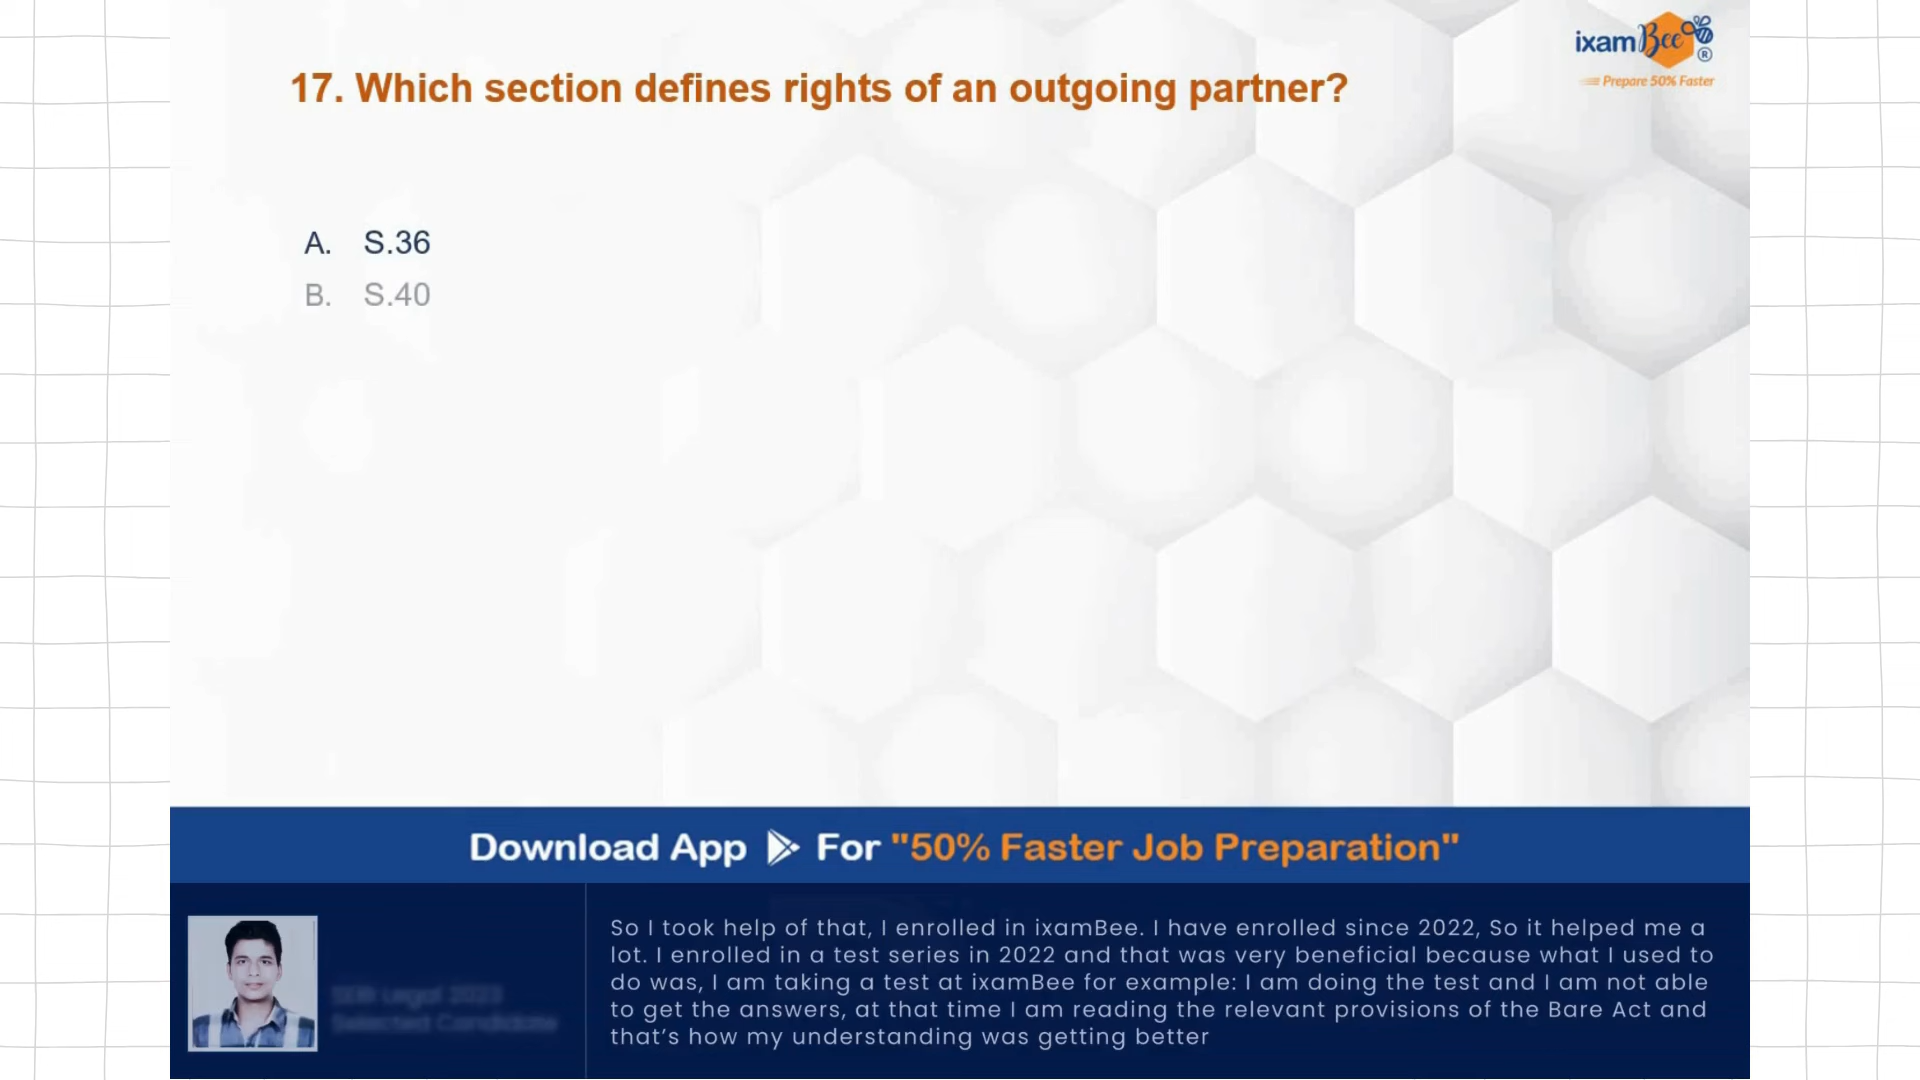 ixamBee
®
Prepare 50% Faster
17. Which section defines rights of an outgoing partner?
A. S.36
B. S.40
Download App For "50% Faster Job Preparation"
SEBI Legal 2023
Selected Candidate
So I took help of that, I enrolled in ixamBee. I have enrolled since 2022, So it helped me a
lot. I enrolled in a test series in 2022 and that was very beneficial because what I used to
do was, I am taking a test at ixamBee for example: I am doing the test and I am not able
to get the answers, at that time I am reading the relevant provisions of the Bare Act and
that’s how my understanding was getting better